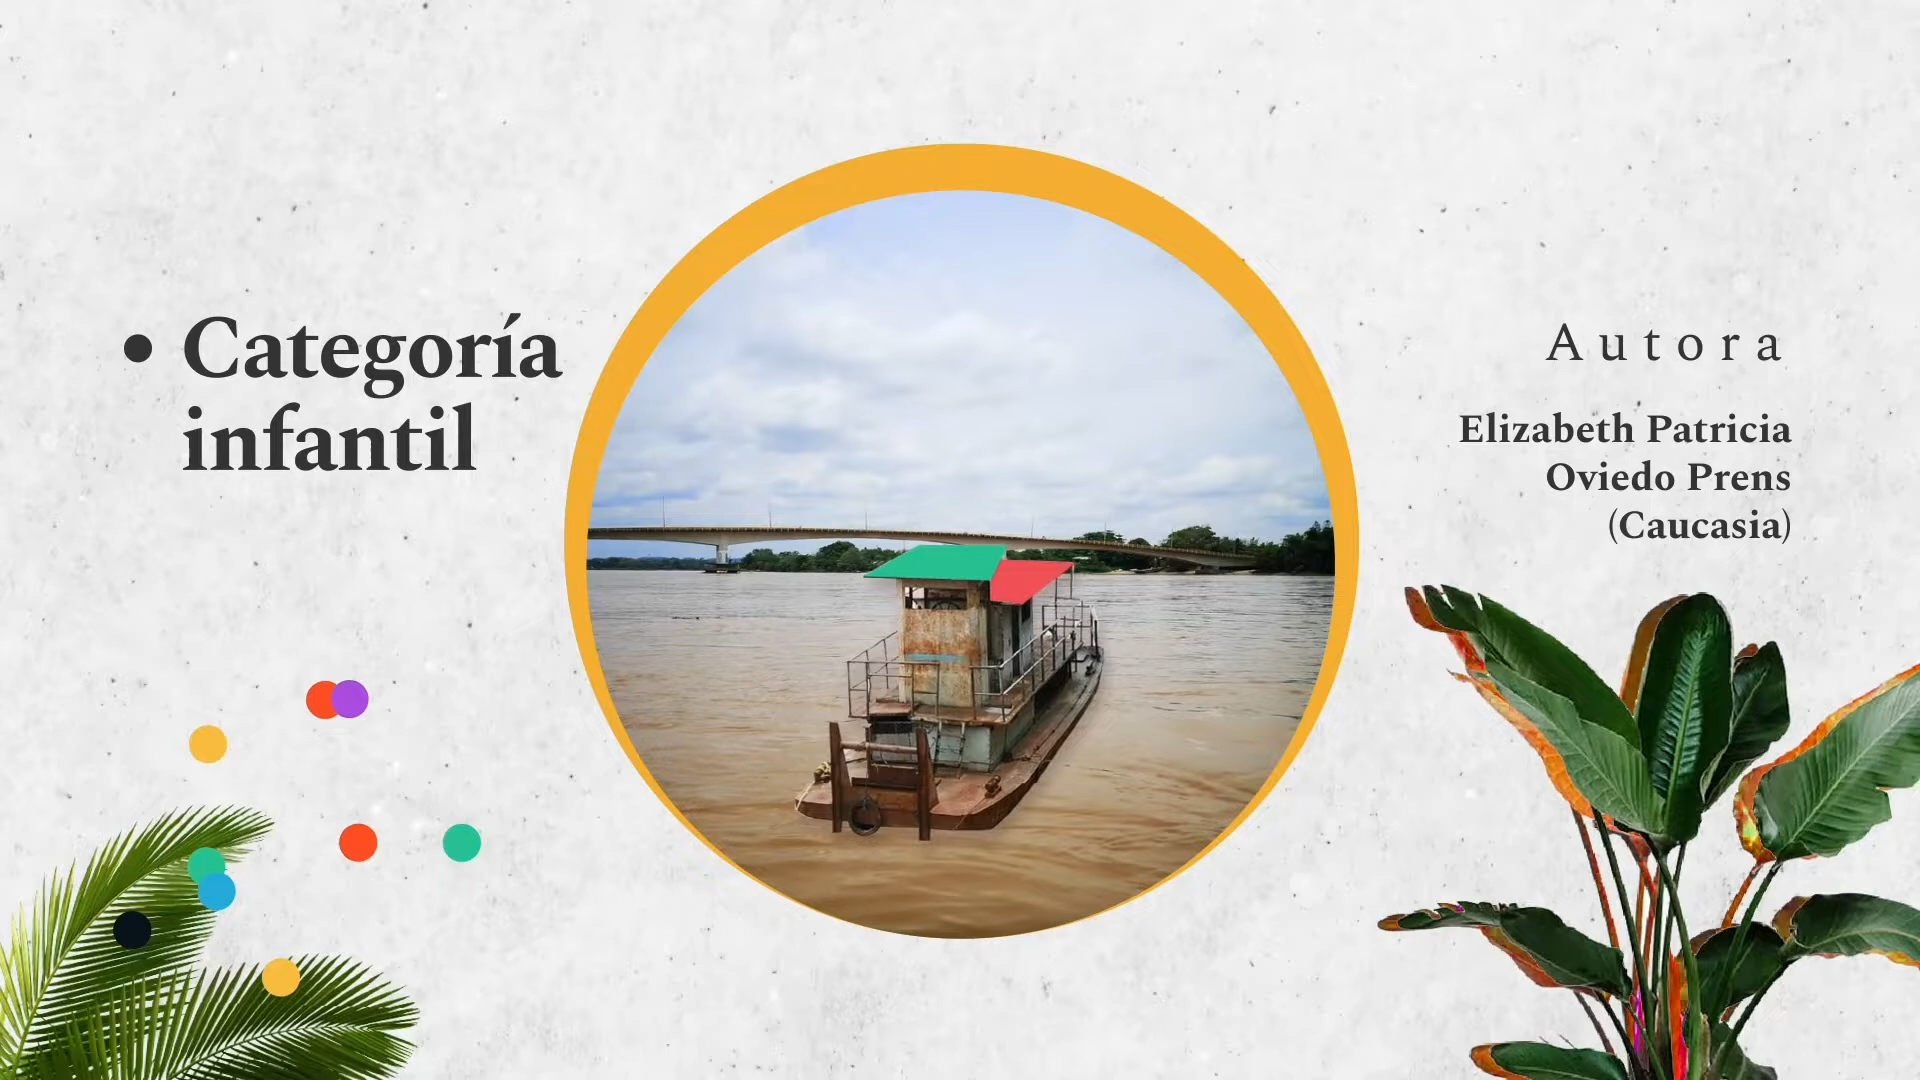 • Categoría
infantil
Autora
Elizabeth Patricia
Oviedo Prens
(Caucasia)